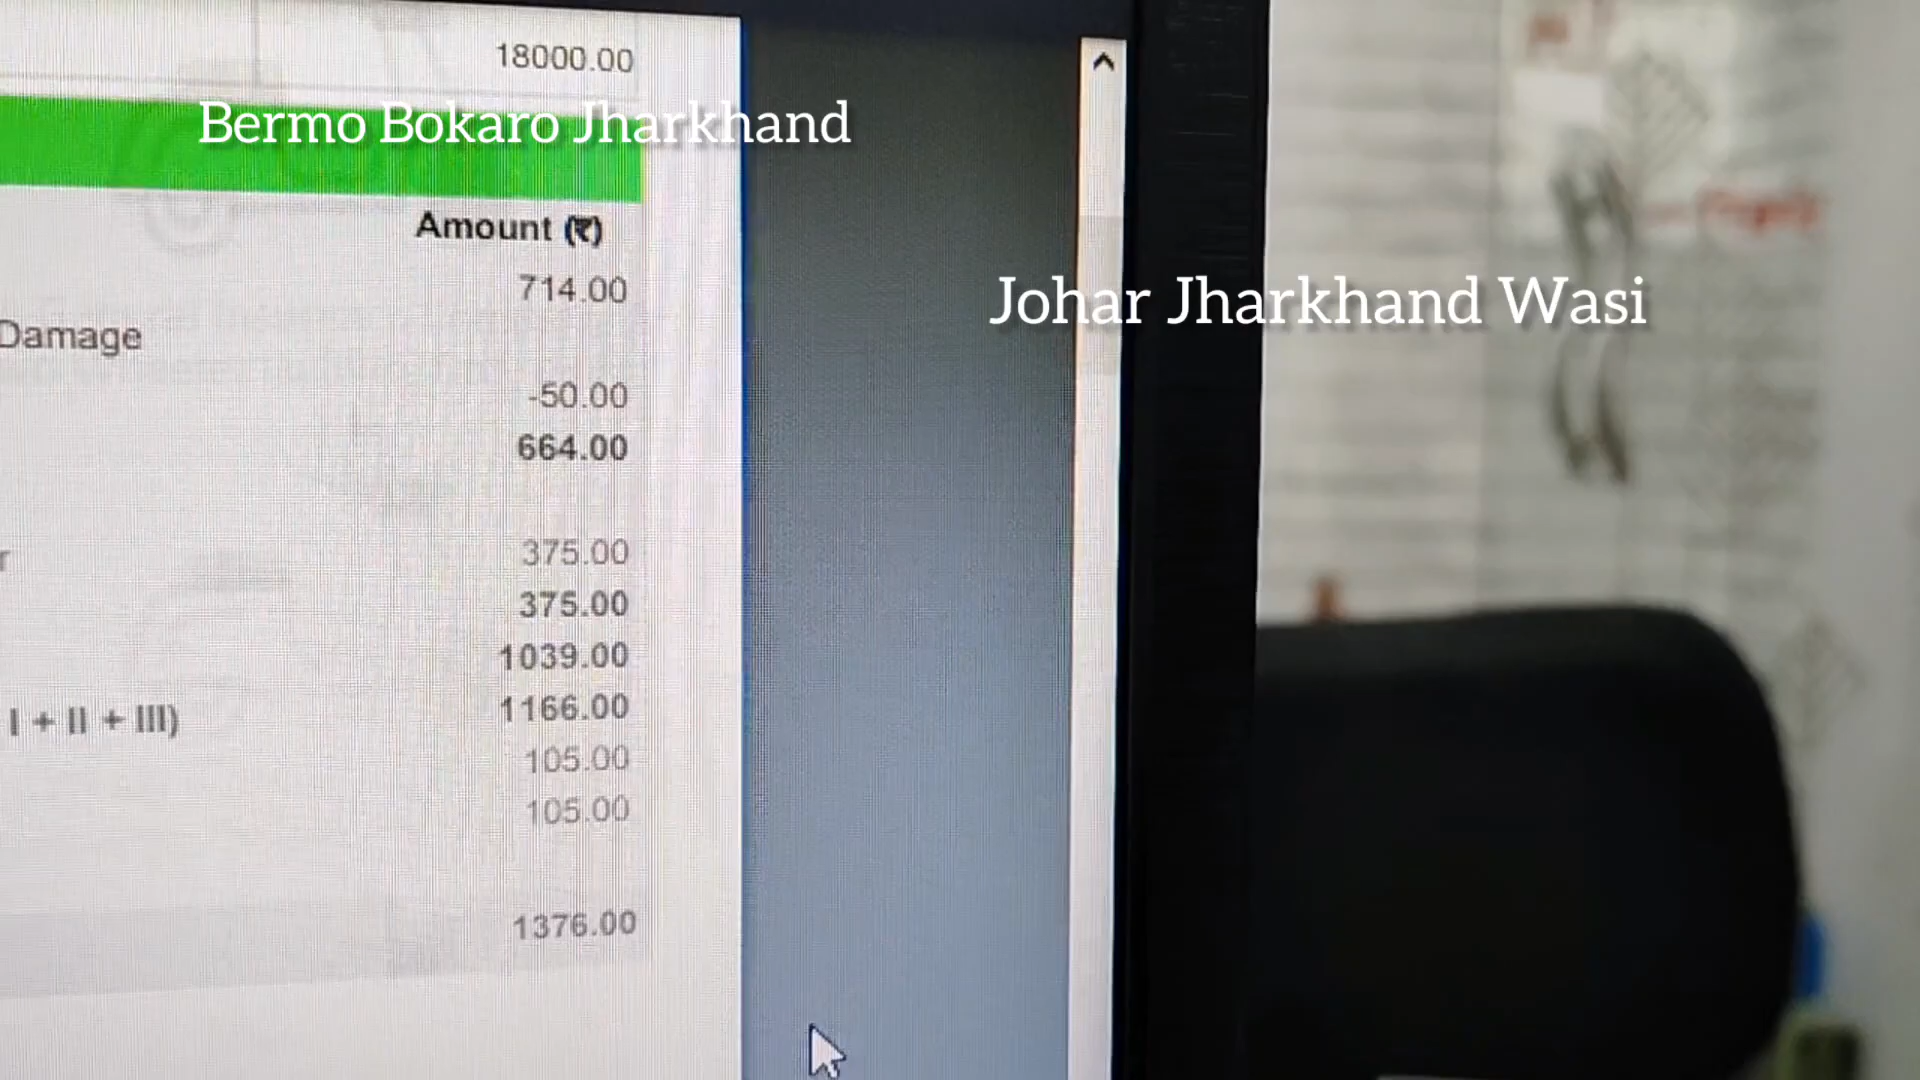 18000.00
Bermo Bokaro Jharkhand
Amount (₹)
714.00
Johar Jharkhand Wasi
Damage
-50.00
664.00
375.00
375.00
1039.00
1166.00
I + II + III)
105.00
105.00
1376.00